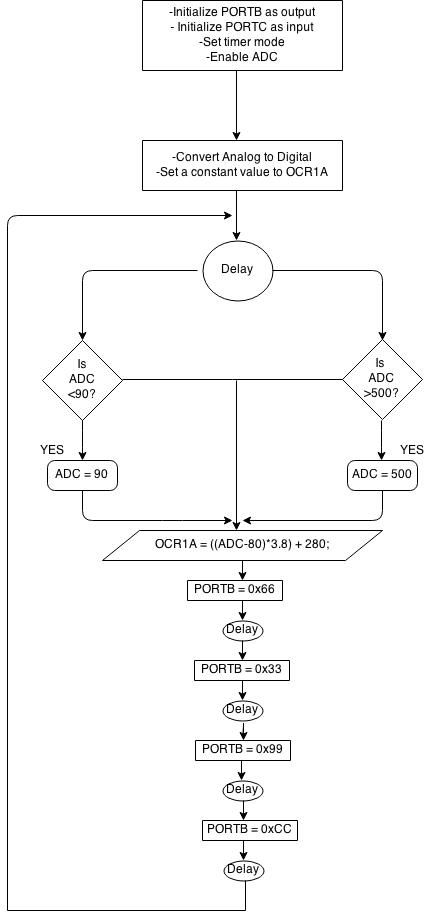 -Initialize PORTB as output
- Initialize PORTC as input
-Set timer mode
-Enable ADC
-Convert Analog to Digital
-Set a constant value to OCR1A
Delay
Is
ADC
<90?
Is
ADC
>500?
YES
YES
ADC = 90
ADC = 500
OCR1A = ((ADC-80)*3.8) + 280;
PORTB = 0x66
Delay
PORTB = 0x33
Delay
PORTB = 0x99
Delay
PORTB = 0xCC
Delay